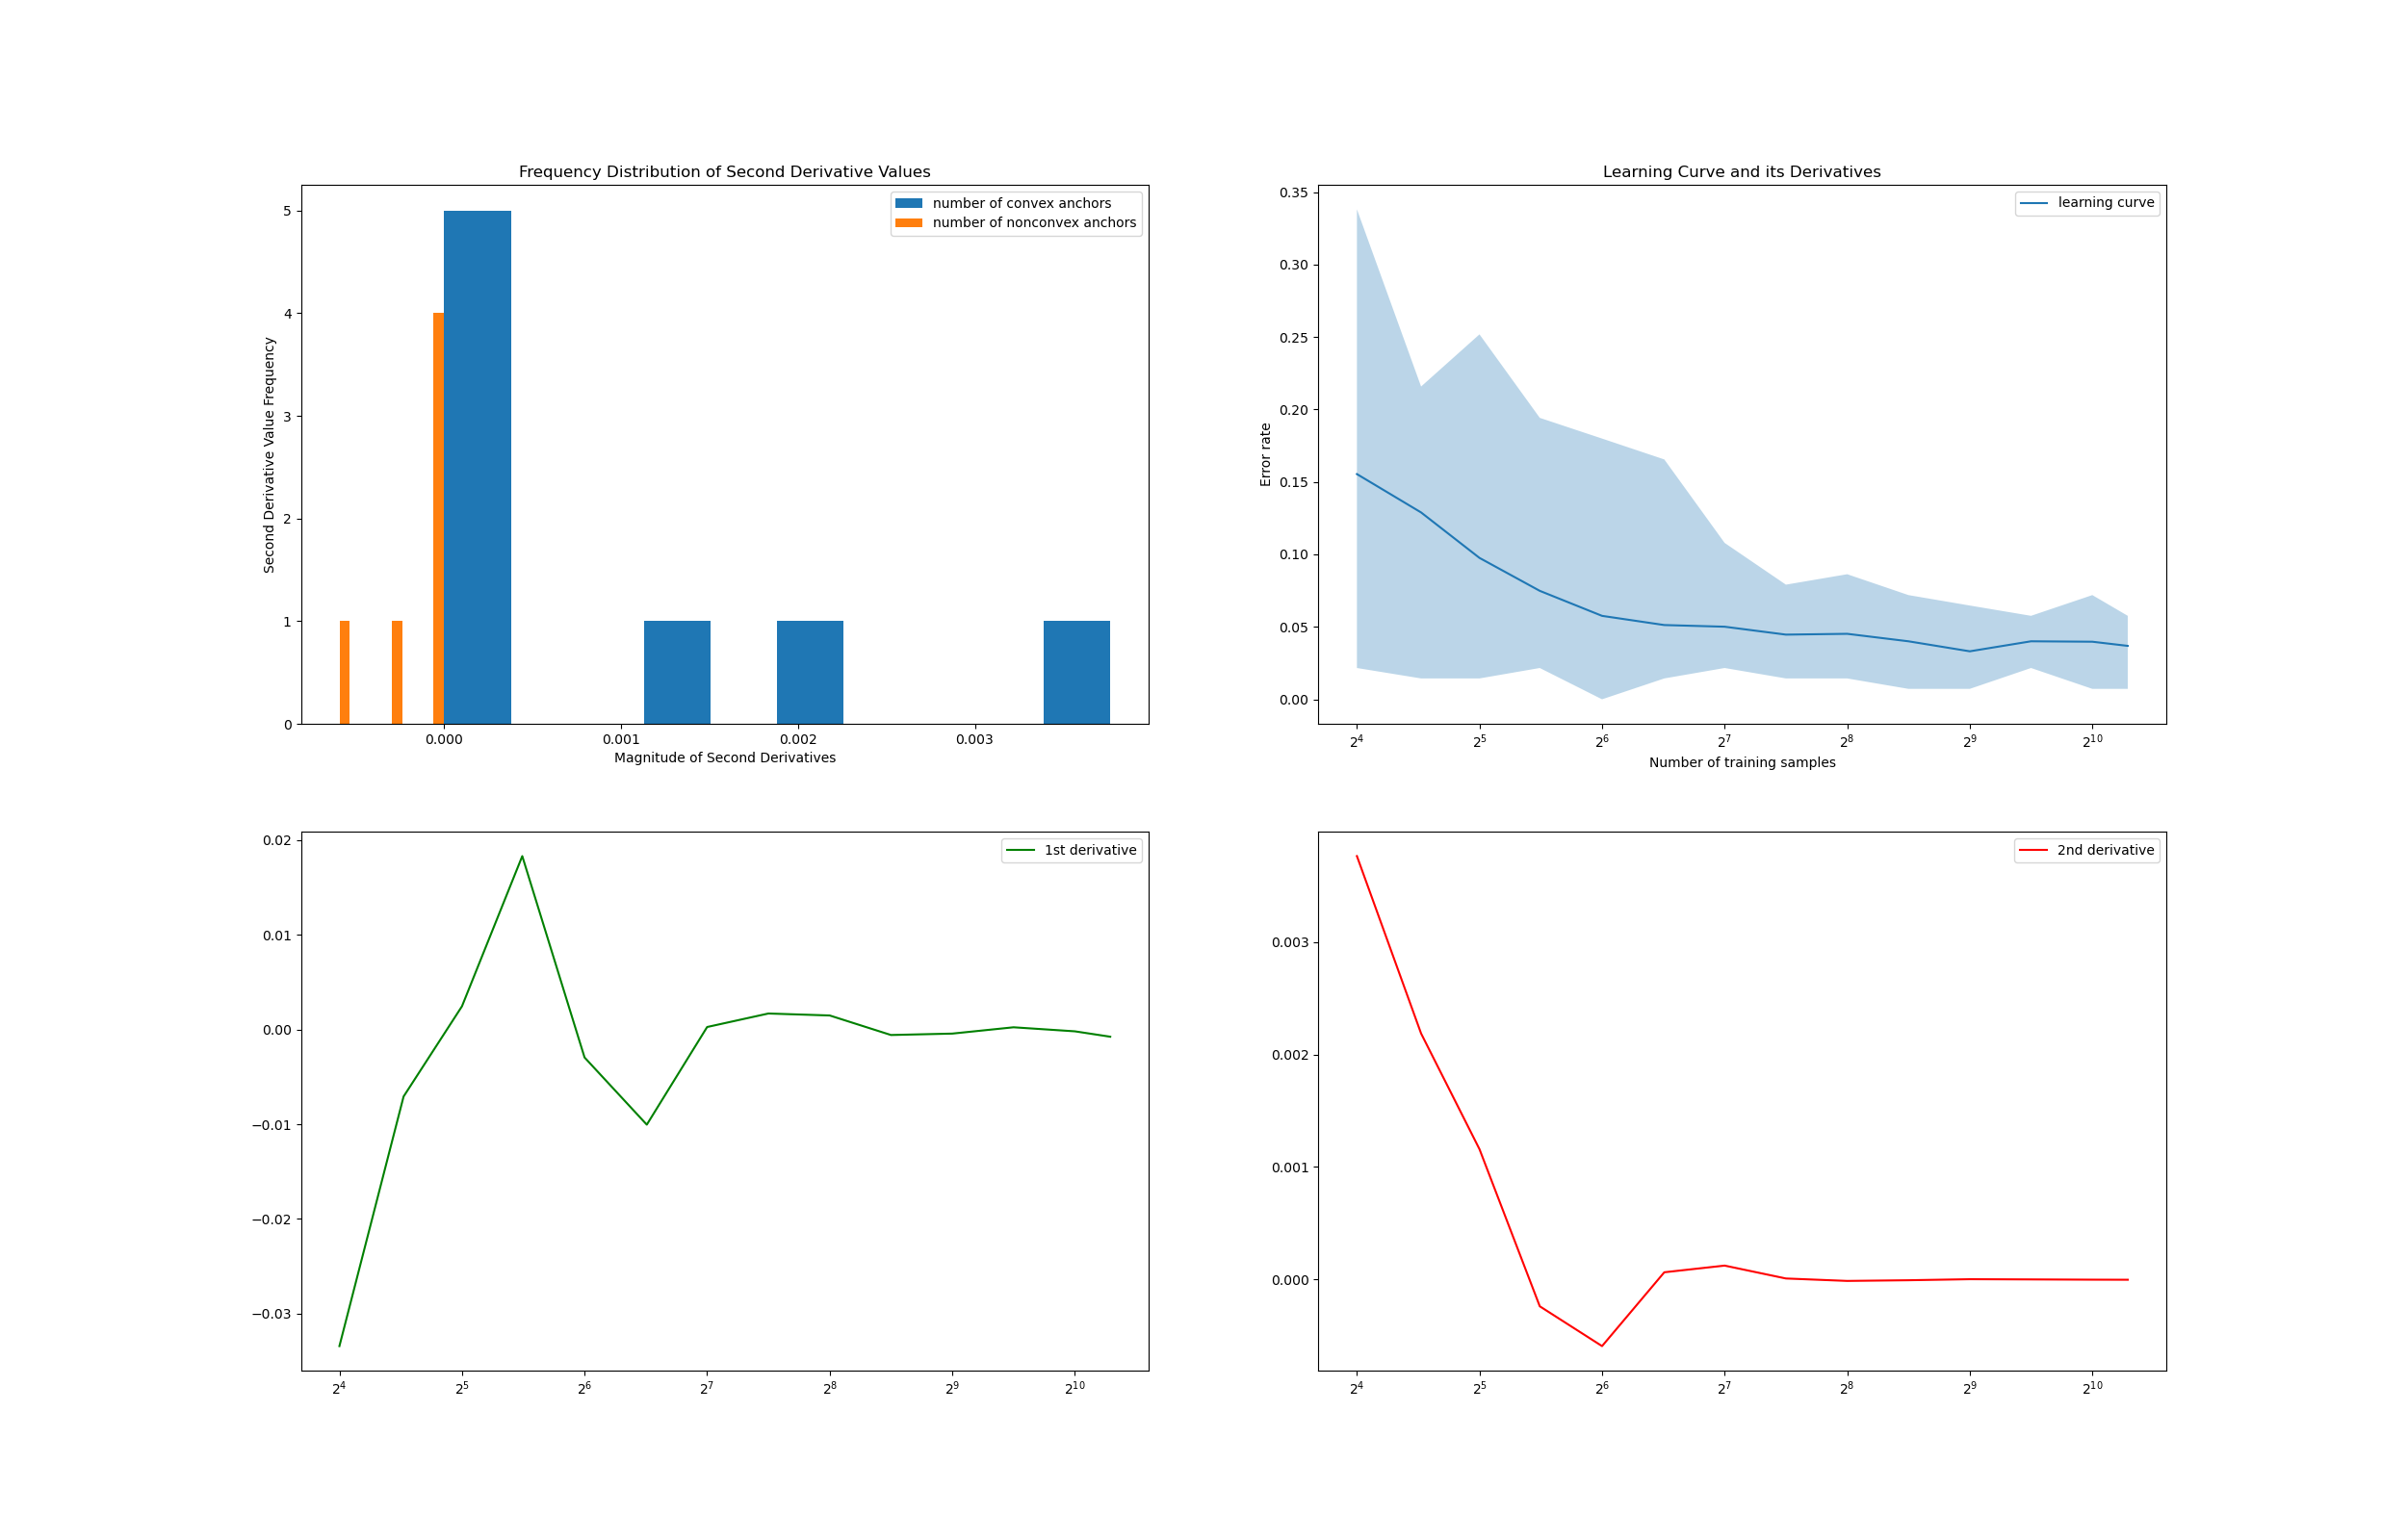 Frequency Distribution of Second Derivative Values
number of convex anchors
number of nonconvex anchors
5
4
3
2
1
0
Second Derivative Value Frequency
0.000 0.001 0.002 0.003
Magnitude of Second Derivatives
Learning Curve and its Derivatives
learning curve
0.35
0.30
0.25
0.20
0.15
0.10
0.05
0.00
Error rate
2⁴ 2⁵ 2⁶ 2⁷ 2⁸ 2⁹ 2¹⁰
Number of training samples
1st derivative
0.02
0.01
0.00
−0.01
−0.02
−0.03
2⁴ 2⁵ 2⁶ 2⁷ 2⁸ 2⁹ 2¹⁰
2nd derivative
0.003
0.002
0.001
0.000
2⁴ 2⁵ 2⁶ 2⁷ 2⁸ 2⁹ 2¹⁰